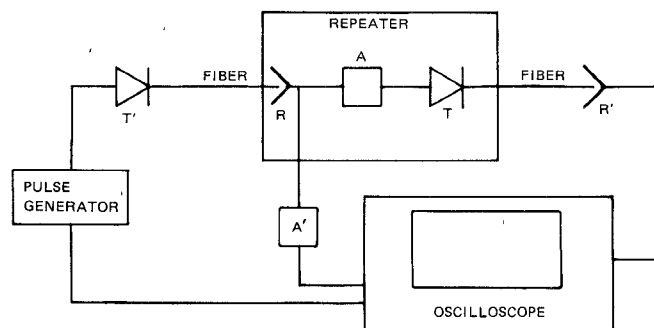 REPEATER
A
FIBER
FIBER
T'
R
T
R'
PULSE
GENERATOR
A'
OSCILLOSCOPE